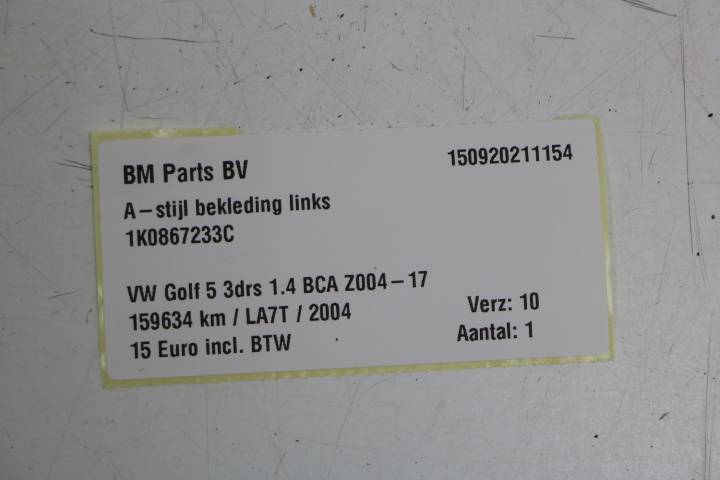 BM Parts BV 150920211154
A-stijl bekleding links
1K0867233C
VW Golf 5 3drs 1.4 BCA Z004-17
159634 km / LA7T / 2004 Verz: 10
15 Euro incl. BTW Aantal: 1